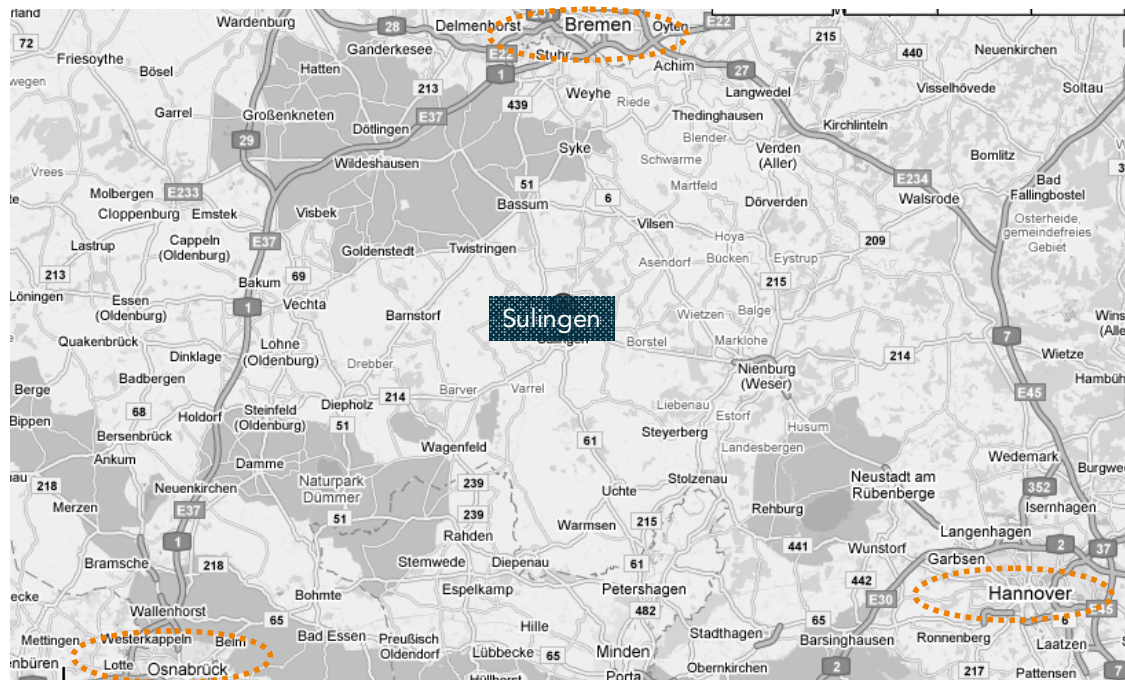 Wardenburg
28
Delmenhorst
Bremen
Oyten
E22
M
215
440
Neuenkirchen
72
Friesoythe
Ganderkesee
E22
Stuhr
Achim
27
Visselhövede
Soltau
Bösel
Hatten
1
Weyhe
Langwedel
Garrel
Großenkneten
213
439
Riede
Thedinghausen
E37
Dötlingen
Kirchlinteln
29
Blender
Verden
(Aller)
Bomlitz
Wildeshausen
Syke
Schwarme
Vrees
Molbergen
E233
51
6
Martfeld
E234
Bad
Fallingbostel
Cloppenburg
Emstek
Visbek
Bassum
Dörverden
Walsrode
Vilsen
Osterheide,
gemeindefreies
Gebiet
Lastrup
Cappeln
(Oldenburg)
E37
Goldenstedt
Twistringen
Hoya
209
213
69
Asendorf
Bücken
Eystrup
Bakum
215
Löningen
Essen
(Oldenburg)
1
Vechta
Barnstorf
Sulingen
Wietzen
Balge
7
Quakenbrück
Lohne
(Oldenburg)
Borstel
Marklohe
214
Wietze
Dinklage
Drebber
Nienburg
(Weser)
Badbergen
Berge
Barver
Varrel
E45
68
Holdorf
Steinfeld
(Oldenburg)
Diepholz
214
Liebenau
Estorf
Bippen
51
Husum
Bersenbrück
Wagenfeld
61
Steyerberg
Landesbergen
Ankum
Damme
Wedemark
218
Neuenkirchen
Naturpark
Dümmer
239
Uchte
Stolzenau
Neustadt am
Rübenberge
352
Merzen
E37
51
239
Warmsen
215
Rehburg
Isernhagen
1
Rahden
441
Wunstorf
Langenhagen
2
37
Bramsche
218
Stemwede
Diepenau
61
Garbsen
Bohmte
Espelkamp
Petershagen
442
Hannover
Wallenhorst
482
E30
65
Hille
65
6
Mettingen
Westerkappeln
Belm
Bad Essen
Preußisch
Oldendorf
Lübbecke
65
Minden
Stadthagen
Barsinghausen
Ronnenberg
Laatzen
Lotte
Osnabrück
Obernkirchen
2
217
Pattensen
7
Porta